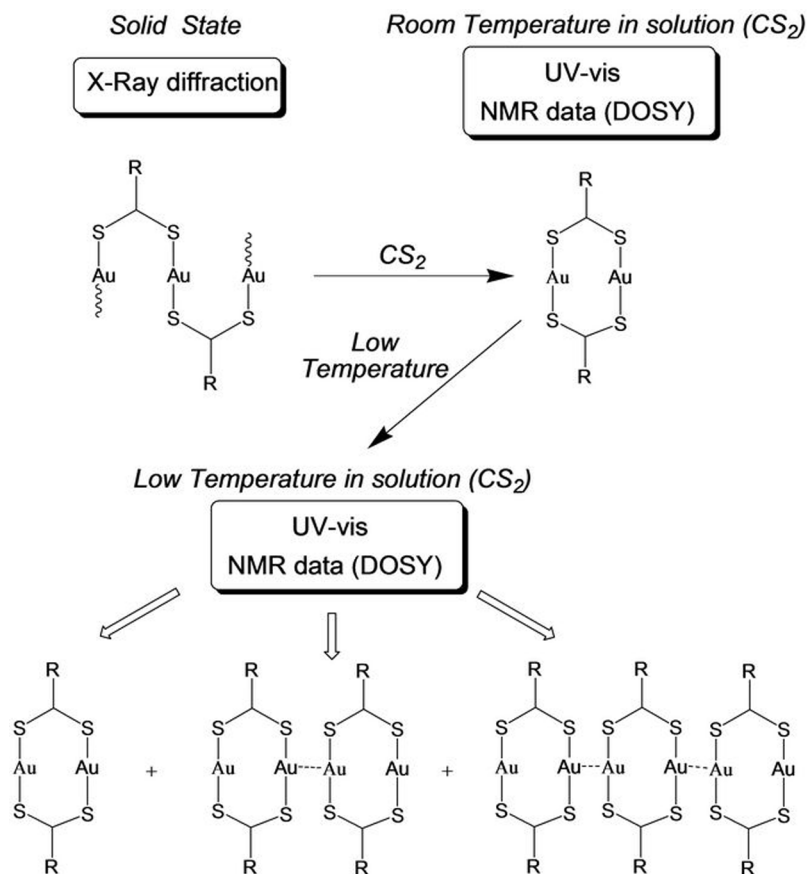 Solid State
Room Temperature in solution (CS2)
X-Ray diffraction
UV-vis
NMR data (DOSY)
R
R
S S
S S
Au Au Au
CS2
Au Au
S S
S S
Low
Temperature
R
R
Low Temperature in solution (CS2)
UV-vis
NMR data (DOSY)
R R R R R R
S S S S S S S S S S S S
Au Au + Au Au Au Au + Au Au Au Au Au Au
S S S S S S S S S S S S
R R R R R R